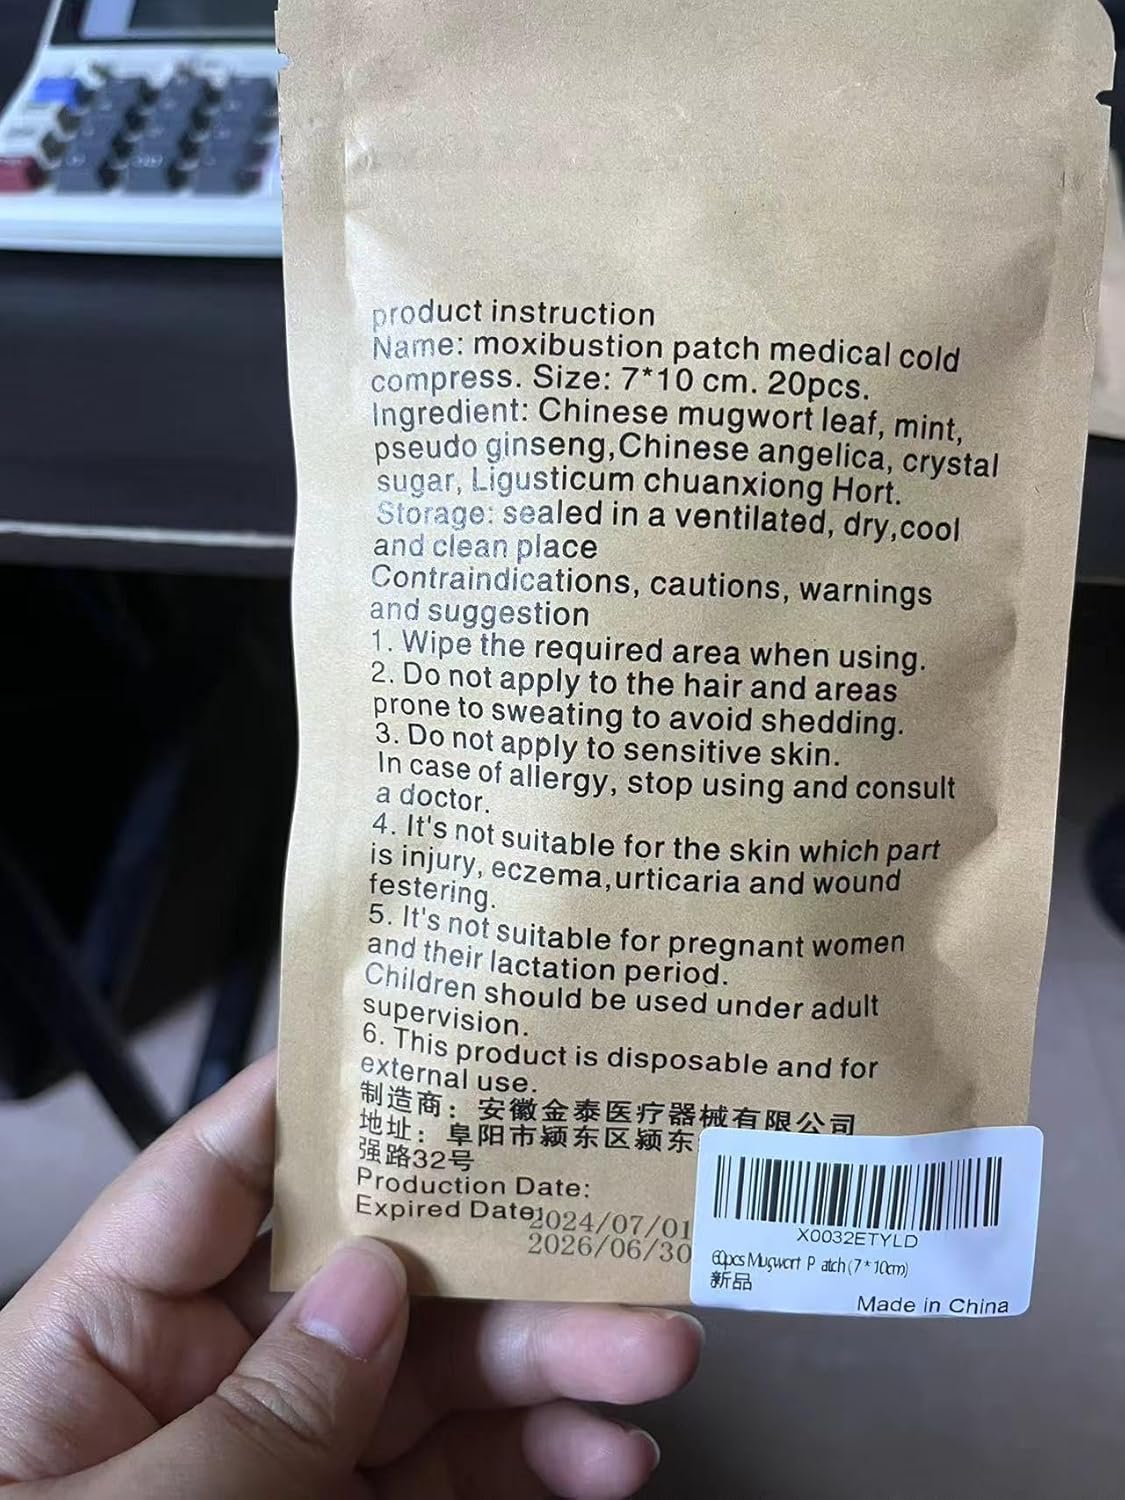 product instruction
Name: moxibustion patch medical cold
compress. Size: 7*10 cm. 20pcs.
Ingredient: Chinese mugwort leaf, mint,
pseudo ginseng,Chinese angelica, crystal
sugar, Ligusticum chuanxiong Hort.
Storage: sealed in a ventilated, dry,cool
and clean place
Contraindications, cautions, warnings
and suggestion
1. Wipe the required area when using.
2. Do not apply to the hair and areas
prone to sweating to avoid shedding.
3. Do not apply to sensitive skin.
In case of allergy, stop using and consult
a doctor.
4. It's not suitable for the skin which part
is injury, eczema,urticaria and wound
festering.
5. It's not suitable for pregnant women
and their lactation period.
Children should be used under adult
supervision.
6. This product is disposable and for
external use.
制造商：安徽金泰医疗器械有限公司
地址：阜阳市颍东区颍东
强路32号
Production Date:
Expired Date:
2024/07/01
2026/06/30
X0032ETYLD
60pcs Mugwort P atch (7*10cm)
新品
Made in China